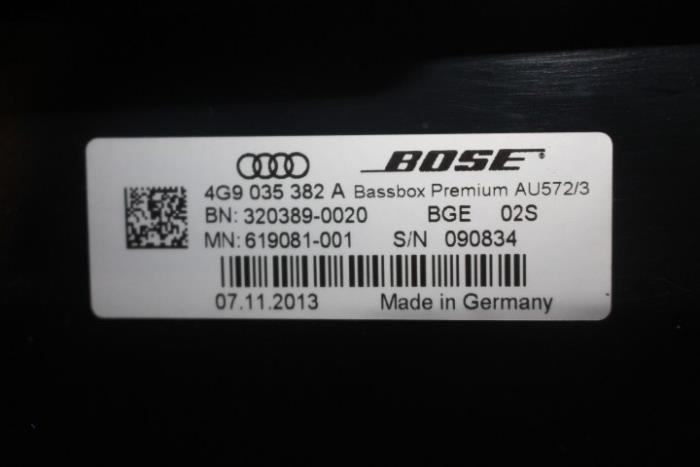 BOSE
4G9 035 382 A Bassbox Premium AU572/3
BN: 320389-0020 BGE 02S
MN: 619081-001 S/N 090834
07.11.2013 Made in Germany